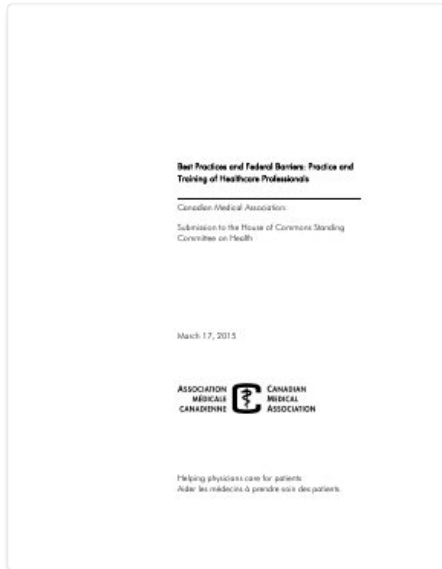 Best Practices and Federal Barriers: Practice and
Training of Healthcare Professionals
Canadian Medical Association:
Submission to the House of Commons Standing
Committee on Health
March 17, 2015
ASSOCIATION
MÉDICALE
CANADIENNE
CANADIAN
MEDICAL
ASSOCIATION
Helping physicians care for patients
Aider les médecins à prendre soin des patients